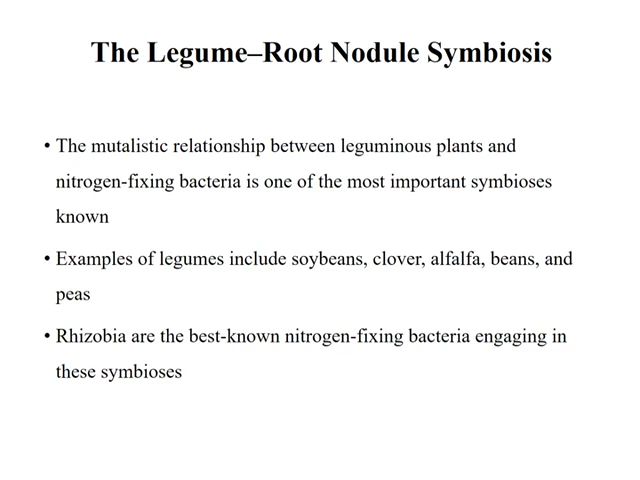 The Legume–Root Nodule Symbiosis
• The mutalistic relationship between leguminous plants and
nitrogen-fixing bacteria is one of the most important symbioses
known
• Examples of legumes include soybeans, clover, alfalfa, beans, and
peas
• Rhizobia are the best-known nitrogen-fixing bacteria engaging in
these symbioses